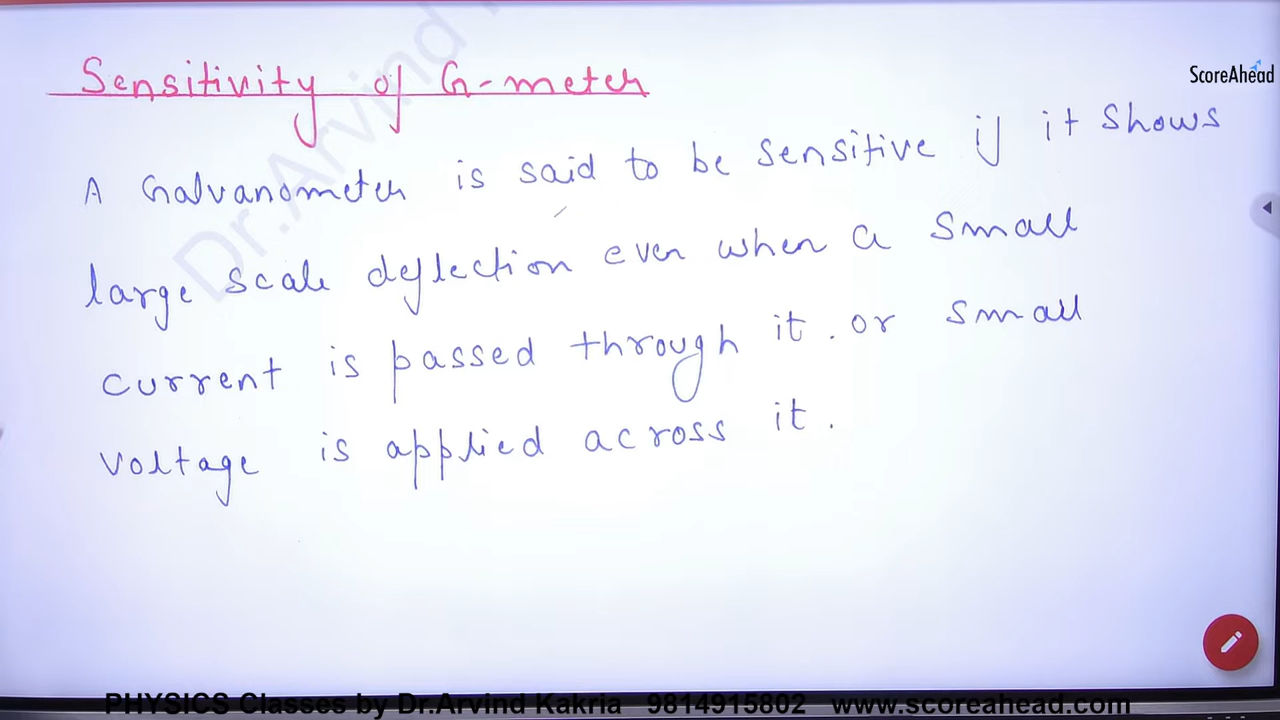 Sensitivity of G-meter
ScoreAhead
A Galvanometer is said to be sensitive if it shows
large scale deflection even when a small
current is passed through it. or small
voltage is applied across it.
Dr.Arvind
PHYSICS Classes by Dr.Arvind Kakria 9814915802 www.scoreahead.com